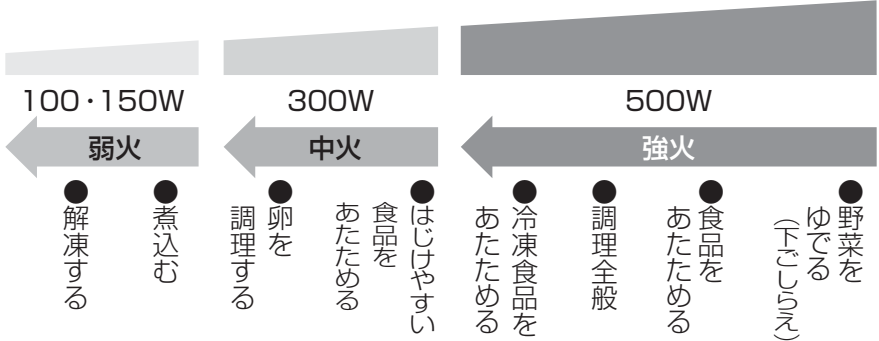 100・150W
300W
500W
弱火
中火
強火
●解凍する
●煮込む
●卵を
調理する
●はじけやすい
食品を
あたためる
●冷凍食品を
あたためる
●調理全般
●食品を
あたためる
●野菜を
ゆでる
(下ごしらえ)